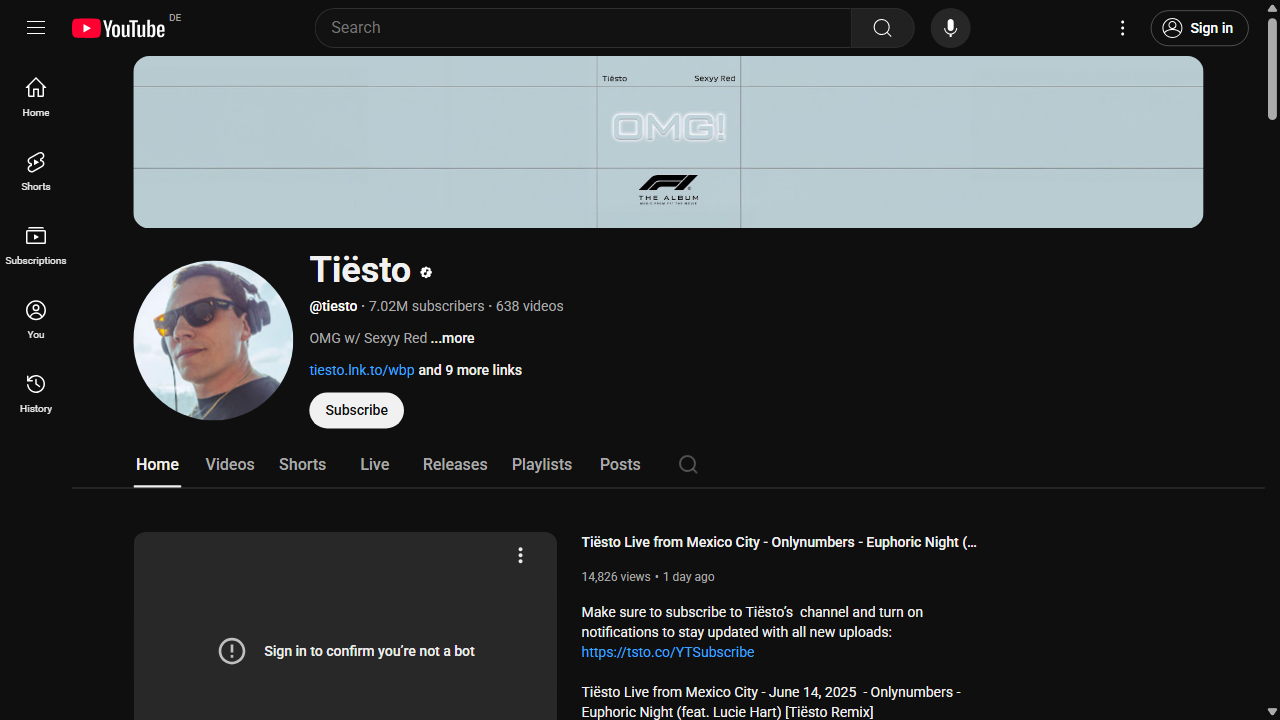 YouTube DE
Search
Sign in
Home
Shorts
Subscriptions
You
History
Tiësto Sexyy Red
OMG!
F1
THE ALBUM
Tiësto
@tiesto · 7.02M subscribers · 638 videos
OMG w/ Sexyy Red ...more
tiesto.lnk.to/wbp and 9 more links
Subscribe
Home Videos Shorts Live Releases Playlists Posts
Sign in to confirm you're not a bot
Tiësto Live from Mexico City - Onlynumbers - Euphoric Night (...
14,826 views • 1 day ago
Make sure to subscribe to Tiësto's  channel and turn on
notifications to stay updated with all new uploads:
https://tsto.co/YTSubscribe
Tiësto Live from Mexico City - June 14, 2025  - Onlynumbers -
Euphoric Night (feat. Lucie Hart) [Tiësto Remix]